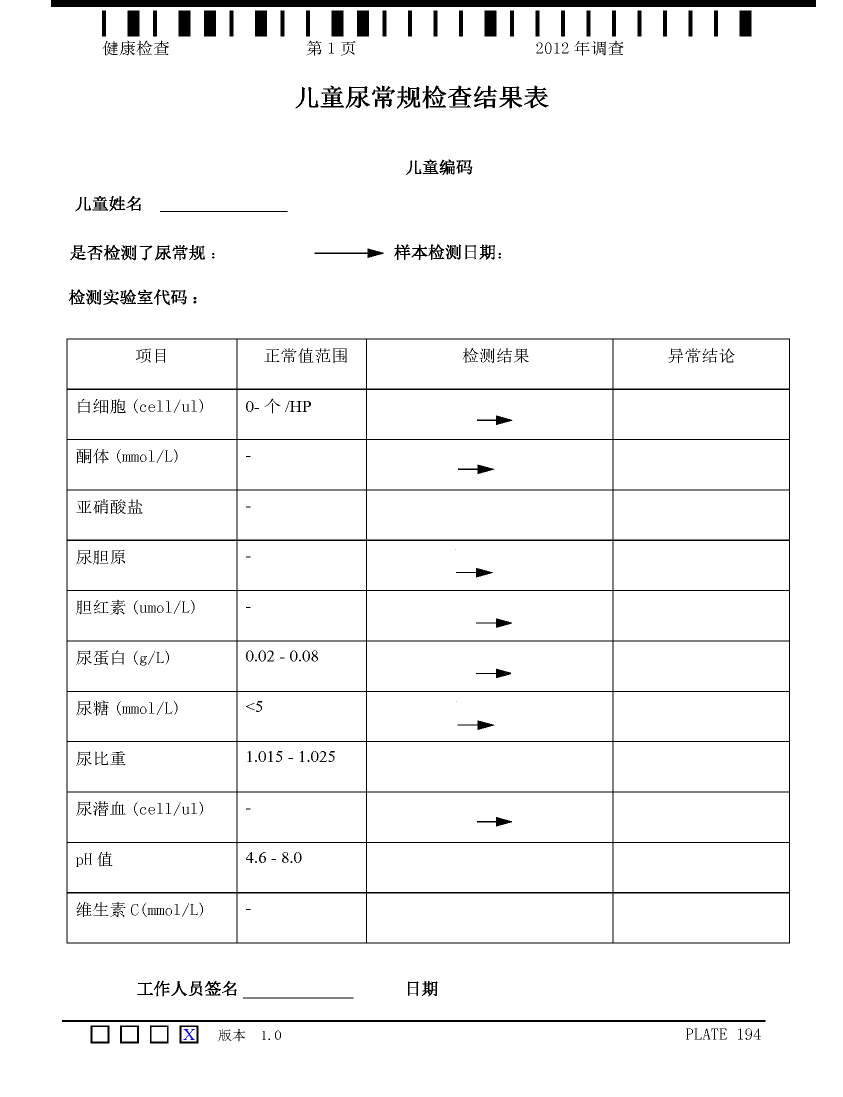 健康检查 第 1 页 2012 年调查
儿童尿常规检查结果表
儿童编码
儿童姓名
是否检测了尿常规： 样本检测日期：
检测实验室代码：
项目 正常值范围 检测结果 异常结论
白细胞 (cell/ul) 0- 个 /HP
酮体 (mmol/L) -
亚硝酸盐 -
尿胆原 -
胆红素 (umol/L) -
尿蛋白 (g/L) 0.02 - 0.08
尿糖 (mmol/L) <5
尿比重 1.015 - 1.025
尿潜血 (cell/ul) -
pH 值 4.6 - 8.0
维生素 C(mmol/L) -
工作人员签名 日期
X 版本 1.0 PLATE 194